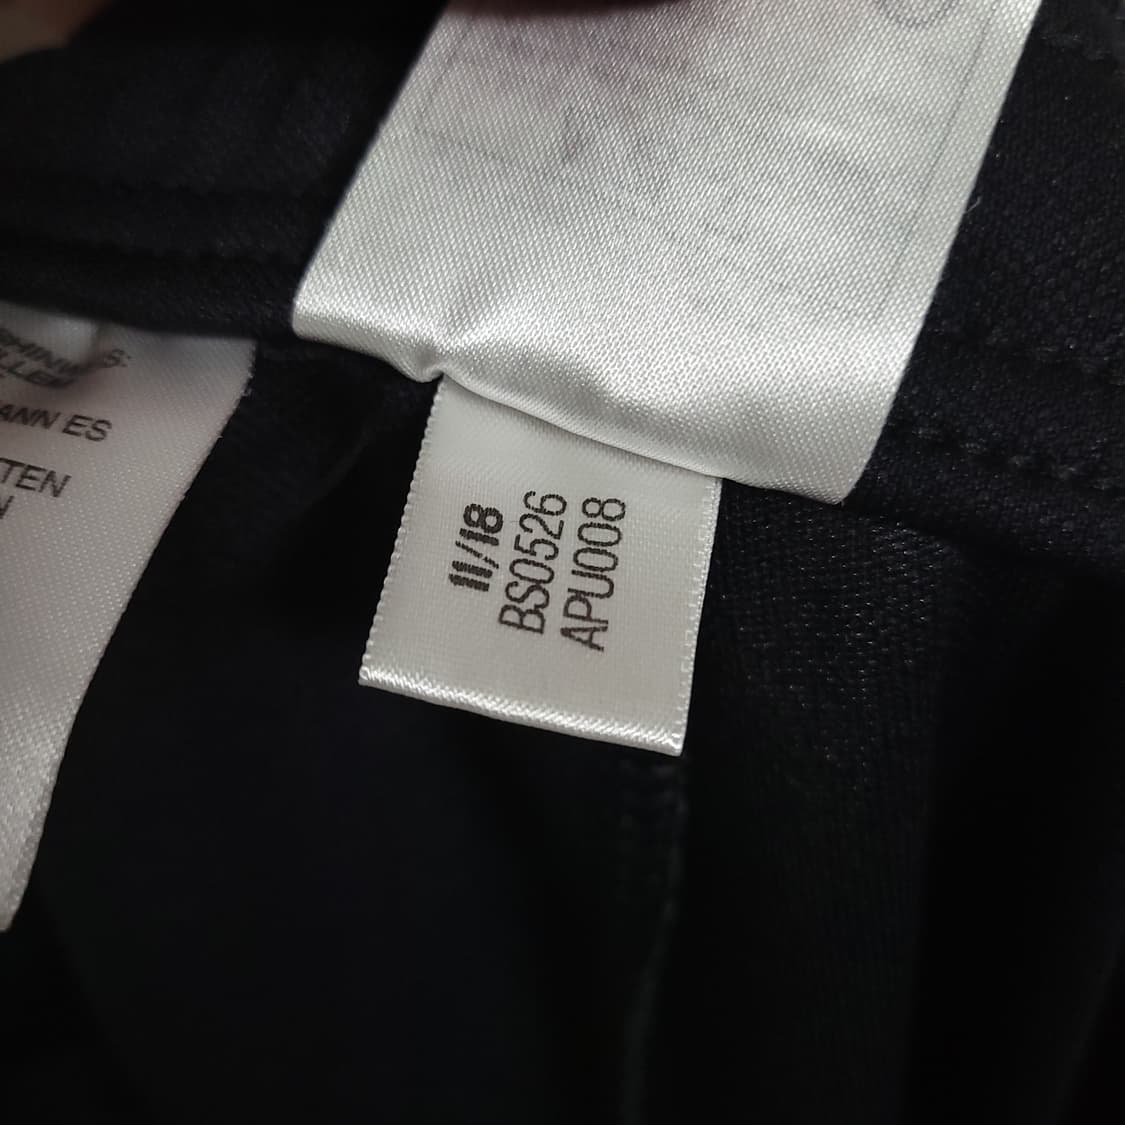 ANN ES
TEN
11/18
BS0526
APU008